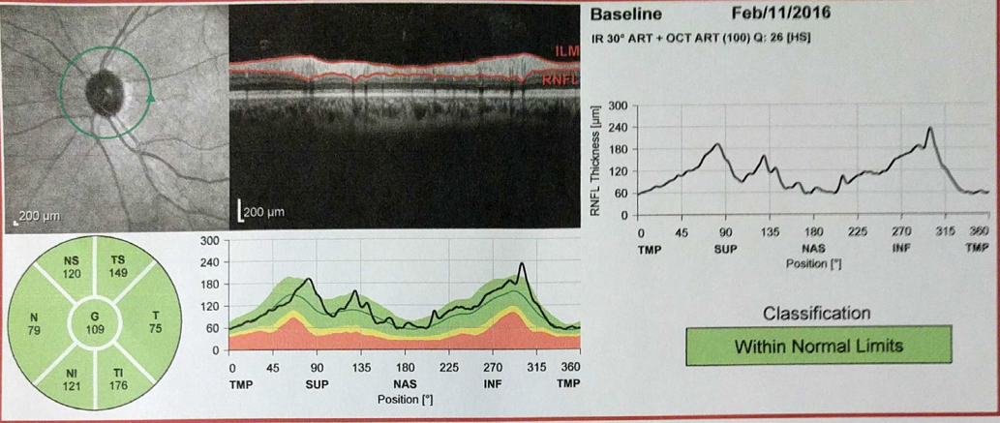 200 µm
ILM
RNFL
200 µm
Baseline Feb/11/2016
IR 30° ART + OCT ART (100) Q: 26 [HS]
RNFL Thickness [µm]
300
240
180
120
60
0
0 45 90 135 180 225 270 315 360
TMP SUP NAS INF TMP
Position [°]
NS
120
TS
149
N
79
G
109
T
75
NI
121
TI
176
300
240
180
120
60
0
0 45 90 135 180 225 270 315 360
TMP SUP NAS INF TMP
Position [°]
Classification
Within Normal Limits